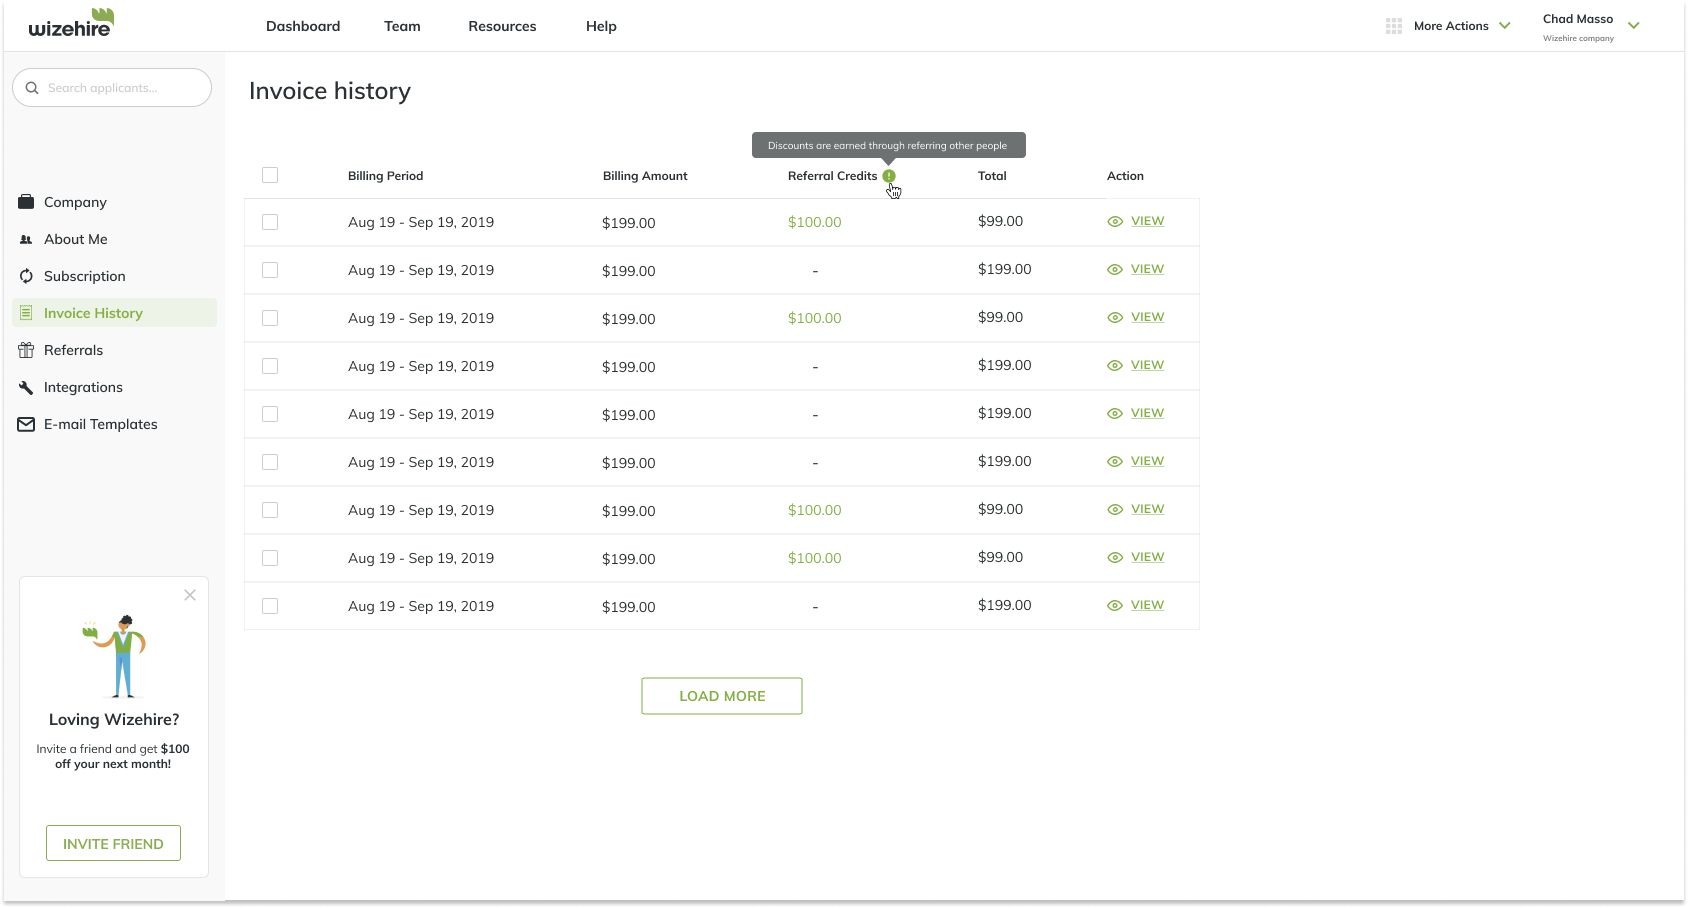 wizehire
Dashboard Team Resources Help
More Actions
Chad Masso
Wizehire company
Search applicants...
Company
About Me
Subscription
Invoice History
Referrals
Integrations
E-mail Templates
Loving Wizehire?
Invite a friend and get $100
off your next month!
INVITE FRIEND
Invoice history
Discounts are earned through referring other people
Billing Period Billing Amount Referral Credits ! Total Action
Aug 19 - Sep 19, 2019 $199.00 $100.00 $99.00 VIEW
Aug 19 - Sep 19, 2019 $199.00 - $199.00 VIEW
Aug 19 - Sep 19, 2019 $199.00 $100.00 $99.00 VIEW
Aug 19 - Sep 19, 2019 $199.00 - $199.00 VIEW
Aug 19 - Sep 19, 2019 $199.00 - $199.00 VIEW
Aug 19 - Sep 19, 2019 $199.00 - $199.00 VIEW
Aug 19 - Sep 19, 2019 $199.00 $100.00 $99.00 VIEW
Aug 19 - Sep 19, 2019 $199.00 $100.00 $99.00 VIEW
Aug 19 - Sep 19, 2019 $199.00 - $199.00 VIEW
LOAD MORE